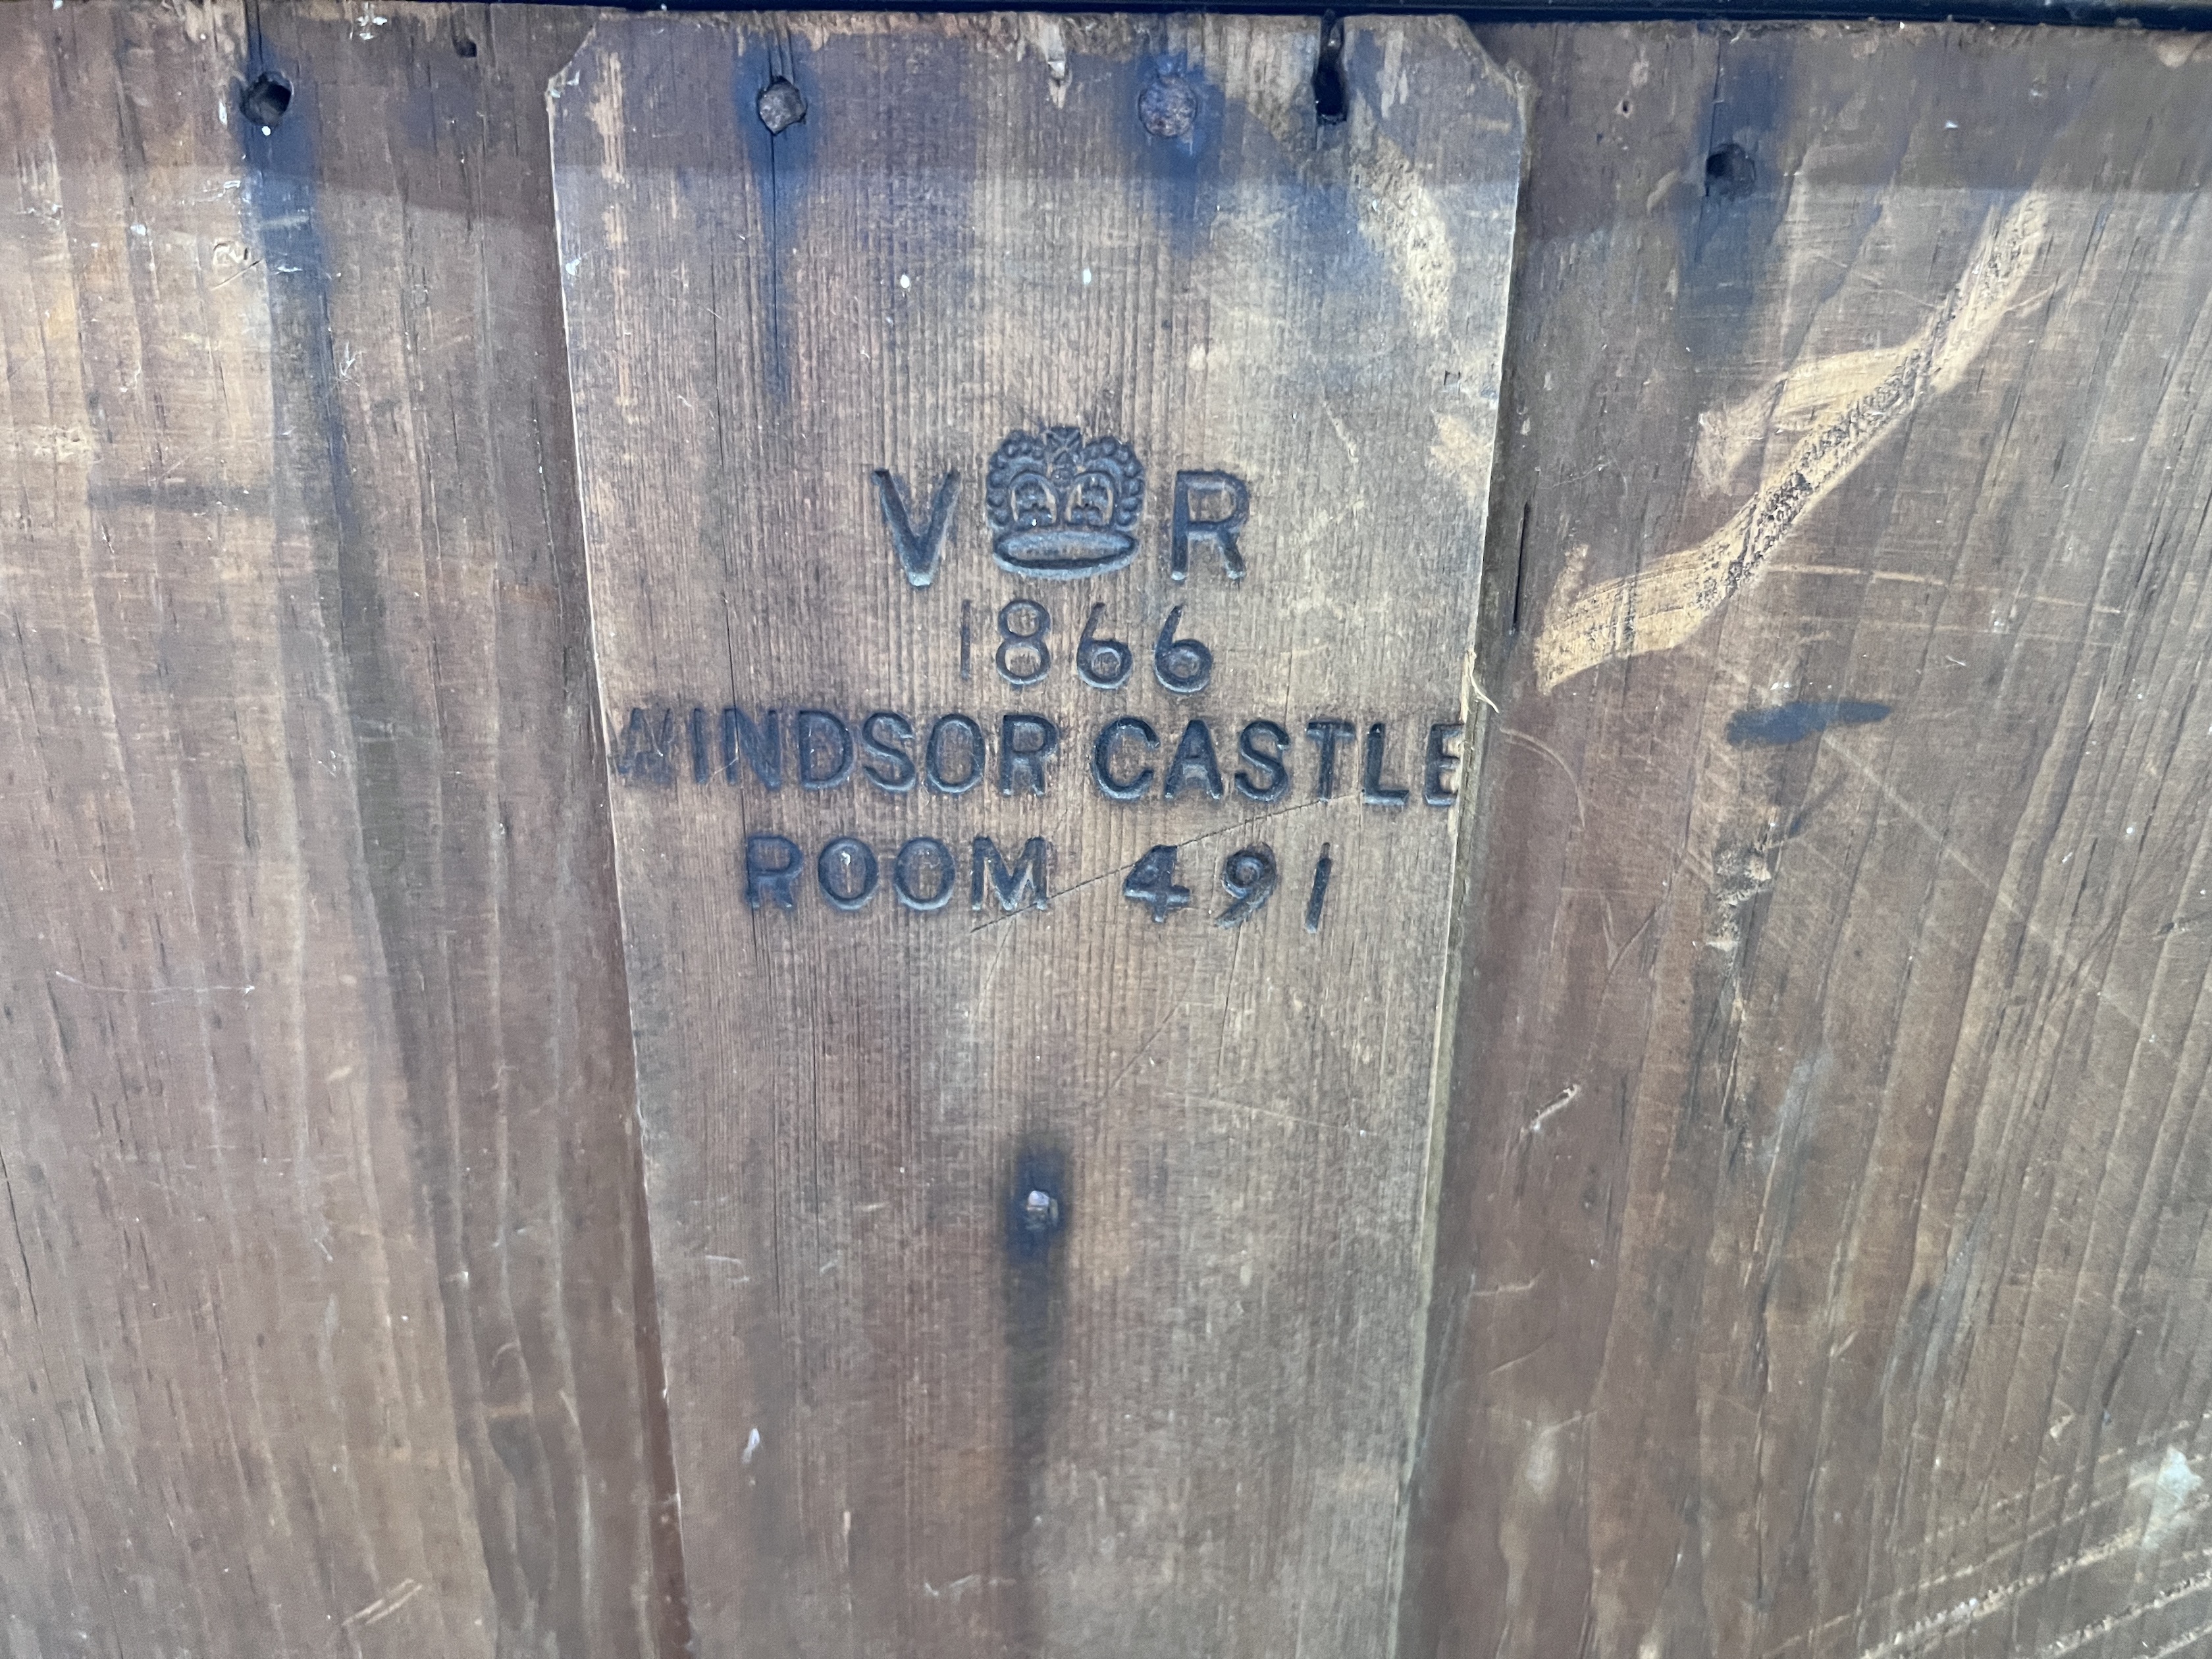 V R
1866
WINDSOR CASTLE
ROOM 491